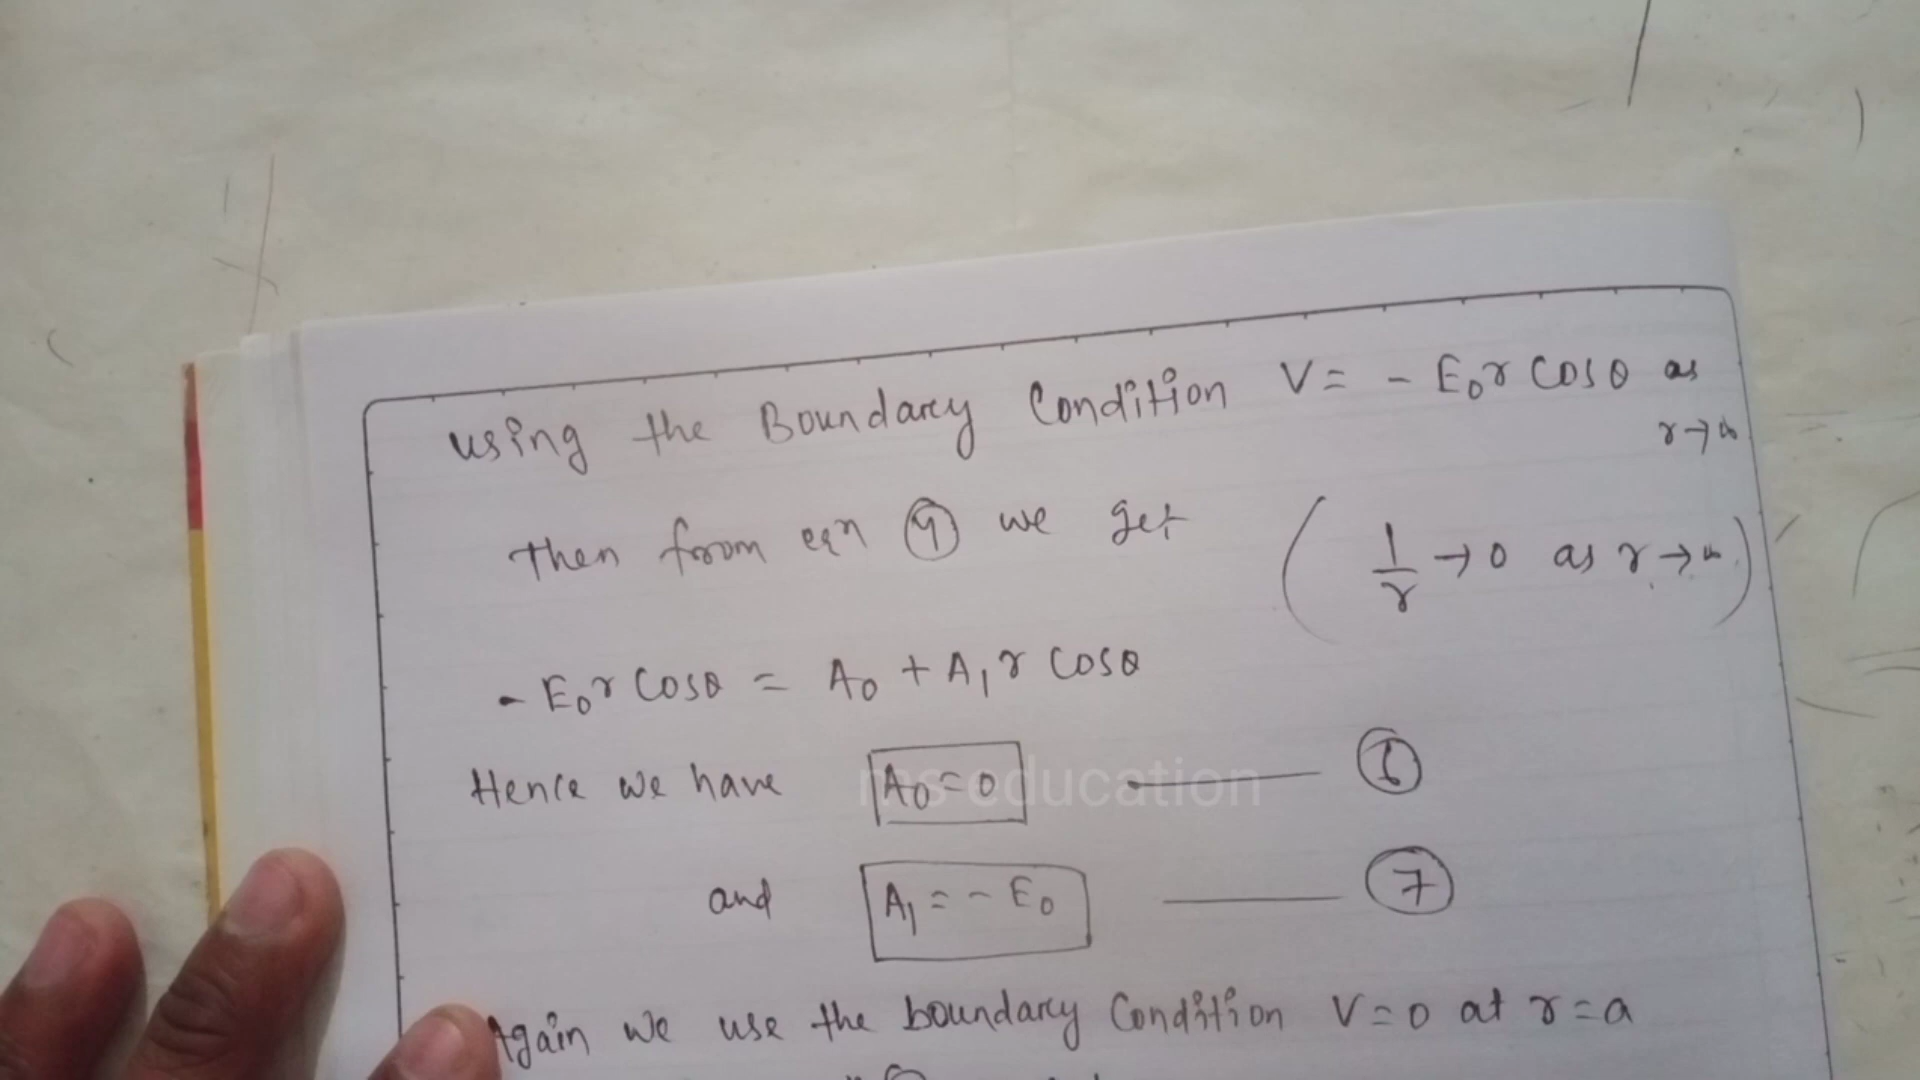 using the Boundary Condition V = - E₀r Cosθ as
r→∞
Then from eqn ④ we get ( 1/r → 0 as r→∞ )
- E₀r Cosθ = A₀ + A₁r Cosθ
Hence we have A₀ = 0 ——— ⑥
ms education
and A₁ = - E₀ ——— ⑦
Again we use the boundary Condition V = 0 at r = a